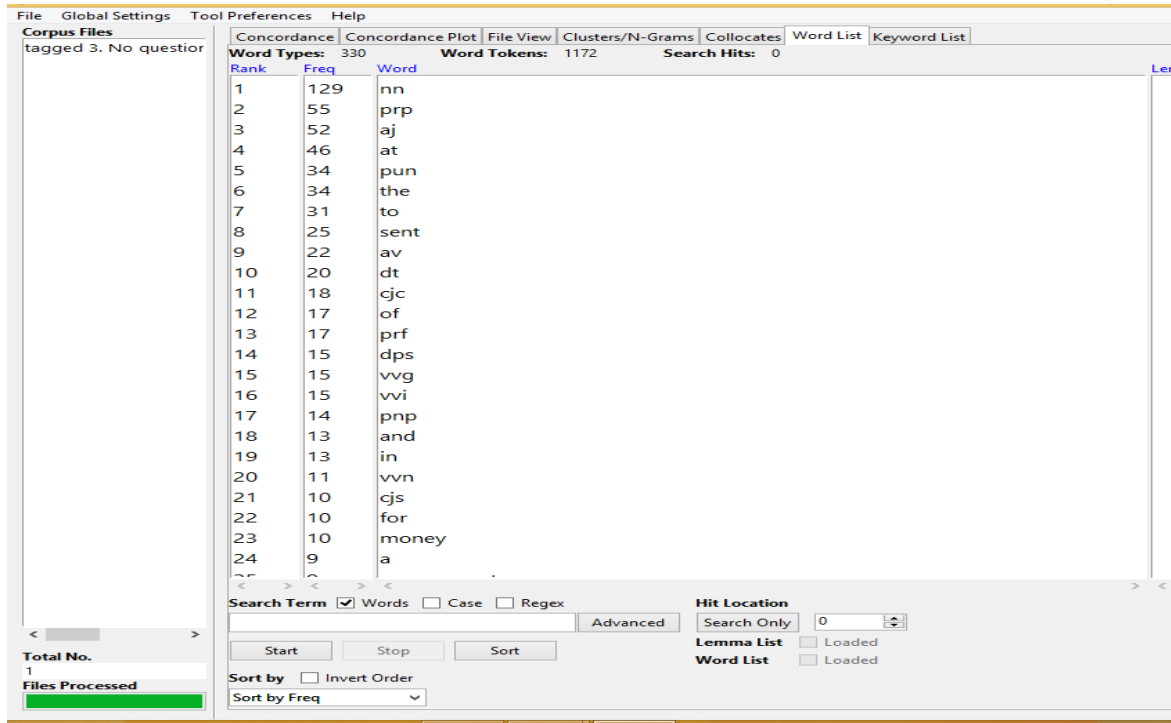 File Global Settings Tool Preferences Help
Corpus Files
tagged 3. No question
Concordance Concordance Plot File View Clusters/N-Grams Collocates Word List Keyword List
Word Types: 330 Word Tokens: 1172 Search Hits: 0
Rank Freq Word
1 129 nn
2 55 prp
3 52 aj
4 46 at
5 34 pun
6 34 the
7 31 to
8 25 sent
9 22 av
10 20 dt
11 18 cjc
12 17 of
13 17 prf
14 15 dps
15 15 vvg
16 15 vvi
17 14 pnp
18 13 and
19 13 in
20 11 vvn
21 10 cjs
22 10 for
23 10 money
24 9 a
Search Term Words Case Regex
Advanced
Start Stop Sort
Sort by Invert Order
Sort by Freq
Hit Location
Search Only 0
Lemma List Loaded
Word List Loaded
Total No.
1
Files Processed